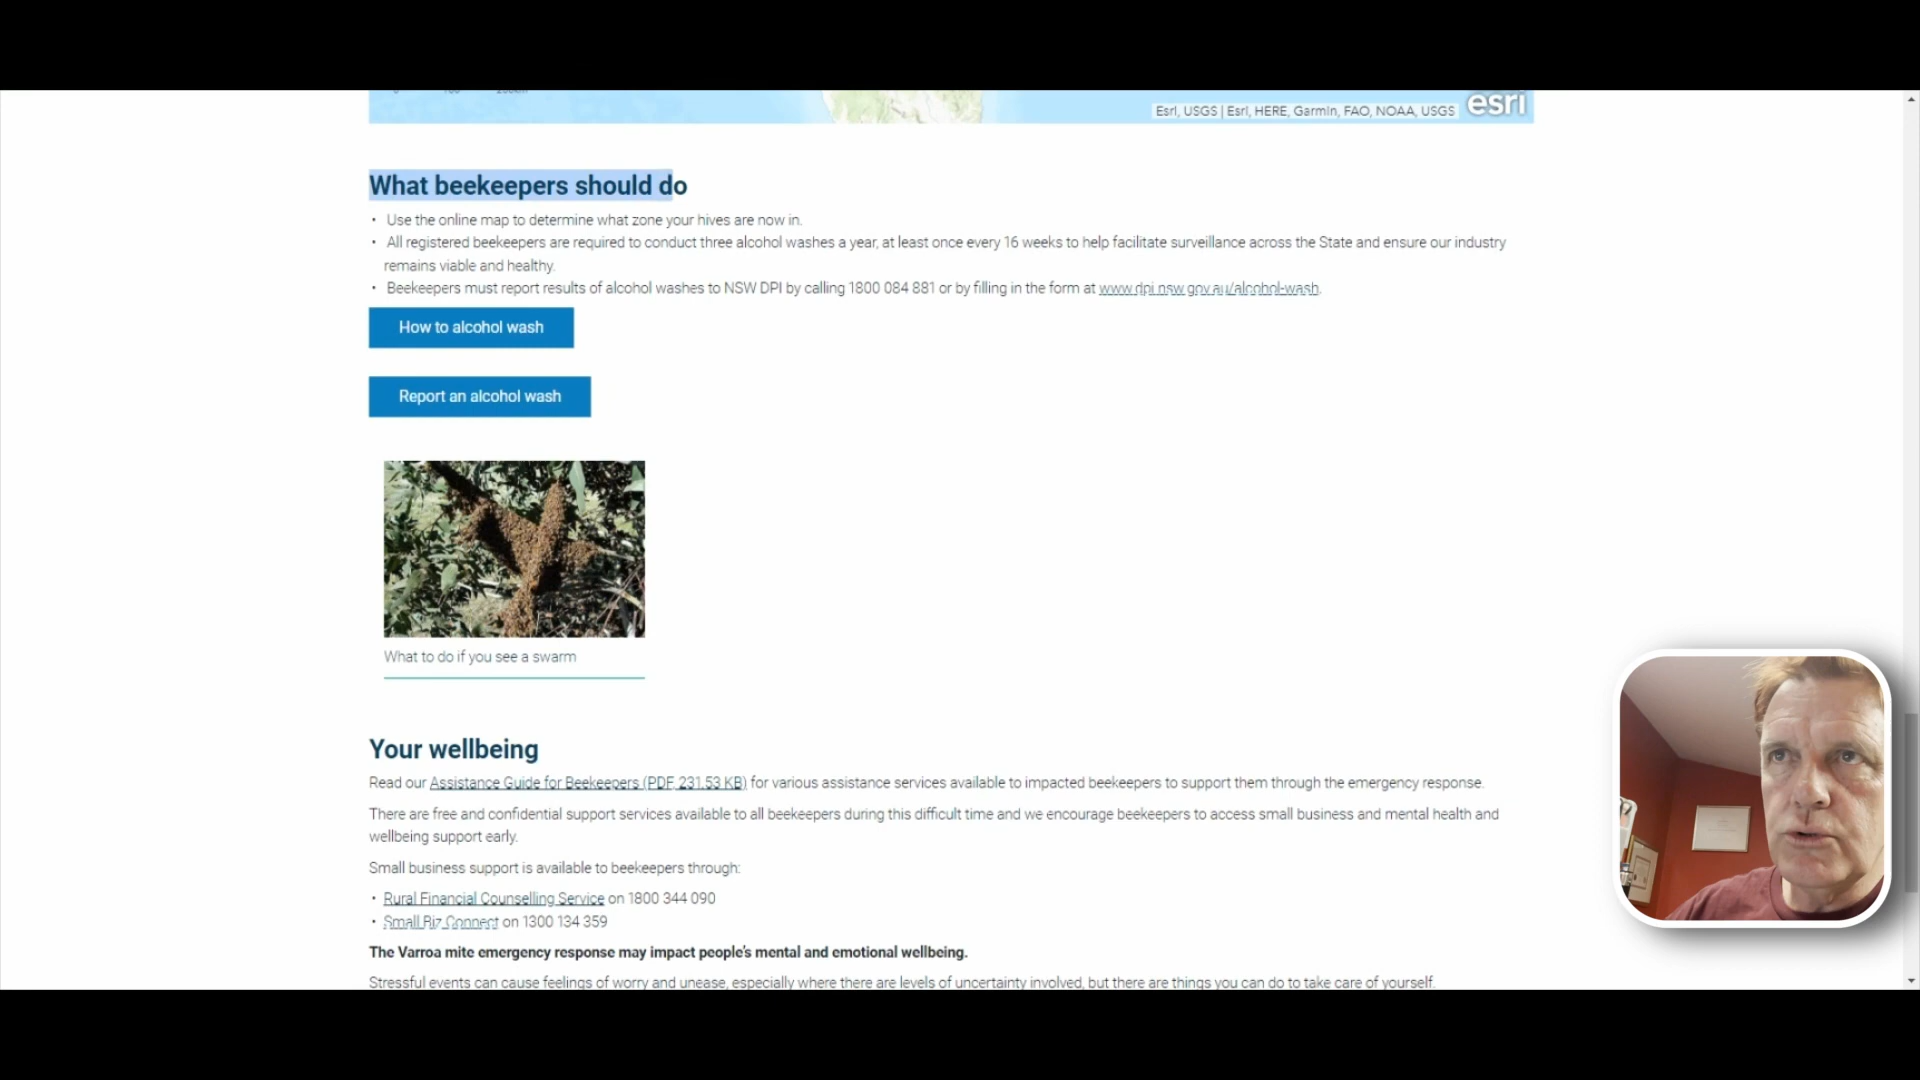 Esri, USGS | Esri, HERE, Garmin, FAO, NOAA, USGS
esri
What beekeepers should do
• Use the online map to determine what zone your hives are now in.
• All registered beekeepers are required to conduct three alcohol washes a year, at least once every 16 weeks to help facilitate surveillance across the State and ensure our industry
remains viable and healthy.
• Beekeepers must report results of alcohol washes to NSW DPI by calling 1800 084 881 or by filling in the form at www.dpi.nsw.gov.au/alcohol-wash.
How to alcohol wash
Report an alcohol wash
What to do if you see a swarm
Your wellbeing
Read our Assistance Guide for Beekeepers (PDF, 231.53 KB) for various assistance services available to impacted beekeepers to support them through the emergency response.
There are free and confidential support services available to all beekeepers during this difficult time and we encourage beekeepers to access small business and mental health and
wellbeing support early.
Small business support is available to beekeepers through:
• Rural Financial Counselling Service on 1800 344 090
• Small Biz Connect on 1300 134 359
The Varroa mite emergency response may impact people's mental and emotional wellbeing.
Stressful events can cause feelings of worry and unease, especially where there are levels of uncertainty involved, but there are things you can do to take care of yourself.